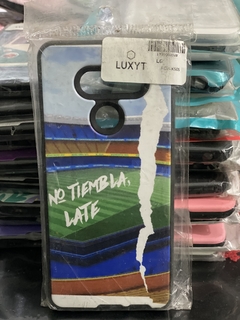 LUXYT
NO TIEMBLA,
LATE